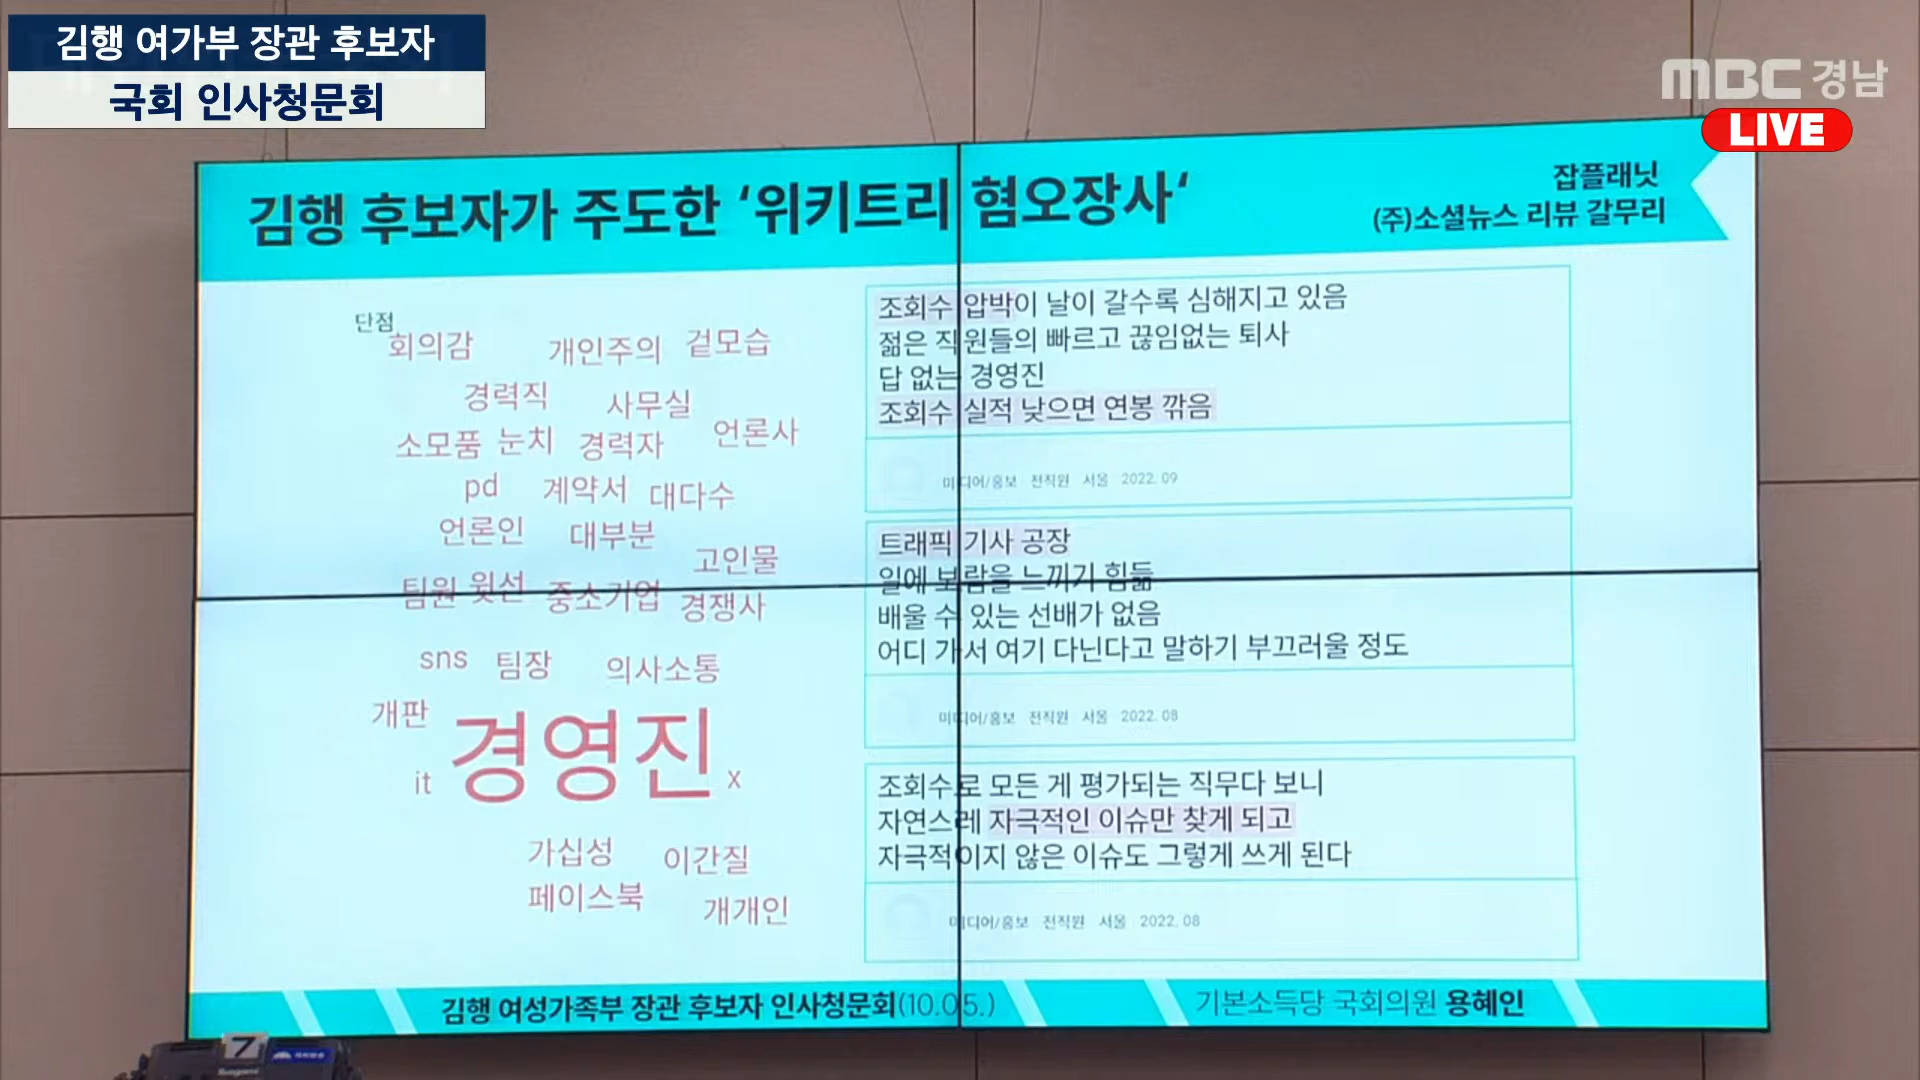 김행 여가부 장관 후보자
국회 인사청문회
MBC 경남
LIVE
김행 후보자가 주도한 ‘위키트리 혐오장사‘
잡플래닛
(주)소셜뉴스 리뷰 갈무리
단점
회의감 개인주의 겉모습
경력직 사무실
소모품 눈치 경력자 언론사
pd 계약서 대다수
언론인 대부분
고인물
팀원 윗선 중소기업 경쟁사
sns 팀장 의사소통
개판
경영진
it x
가십성 이간질
페이스북 개개인
조회수 압박이 날이 갈수록 심해지고 있음
젊은 직원들의 빠르고 끊임없는 퇴사
답 없는 경영진
조회수 실적 낮으면 연봉 깎음
미디어/홍보 전직원 서울 2022. 09
트래픽 기사 공장
일에 보람을 느끼기 힘듦
배울 수 있는 선배가 없음
어디 가서 여기 다닌다고 말하기 부끄러울 정도
미디어/홍보 전직원 서울 2022. 08
조회수로 모든 게 평가되는 직무다 보니
자연스레 자극적인 이슈만 찾게 되고
자극적이지 않은 이슈도 그렇게 쓰게 된다
미디어/홍보 전직원 서울 2022. 08
김행 여성가족부 장관 후보자 인사청문회(10.05.)
기본소득당 국회의원 용혜인
7